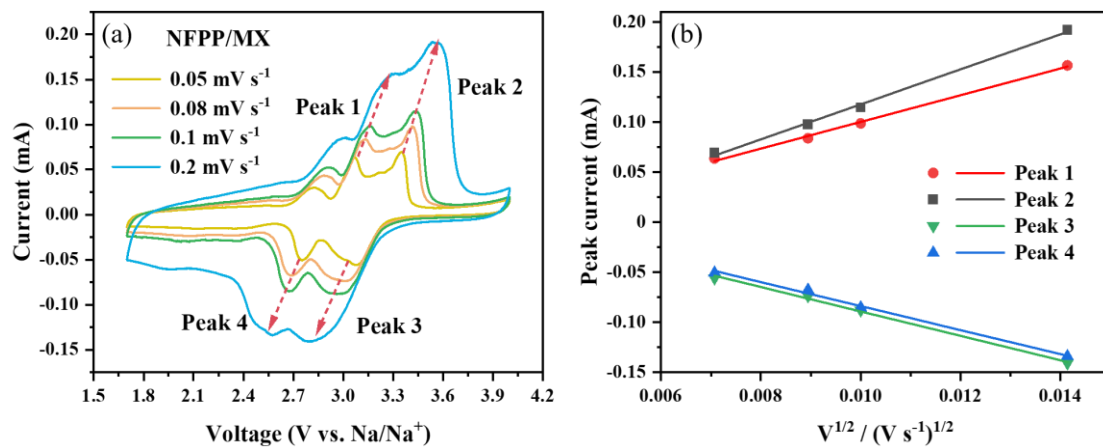 (a)
NFPP/MX
0.05 mV s⁻¹
0.08 mV s⁻¹
0.1 mV s⁻¹
0.2 mV s⁻¹
Peak 1
Peak 2
Peak 3
Peak 4
0.20
0.15
0.10
0.05
0.00
-0.05
-0.10
-0.15
Current (mA)
1.5 1.8 2.1 2.4 2.7 3.0 3.3 3.6 3.9 4.2
Voltage (V vs. Na/Na⁺)
(b)
Peak 1
Peak 2
Peak 3
Peak 4
0.20
0.15
0.10
0.05
0
-0.05
-0.10
-0.15
Peak current (mA)
0.006 0.008 0.010 0.012 0.014
V¹ᐟ² / (V s⁻¹)¹ᐟ²